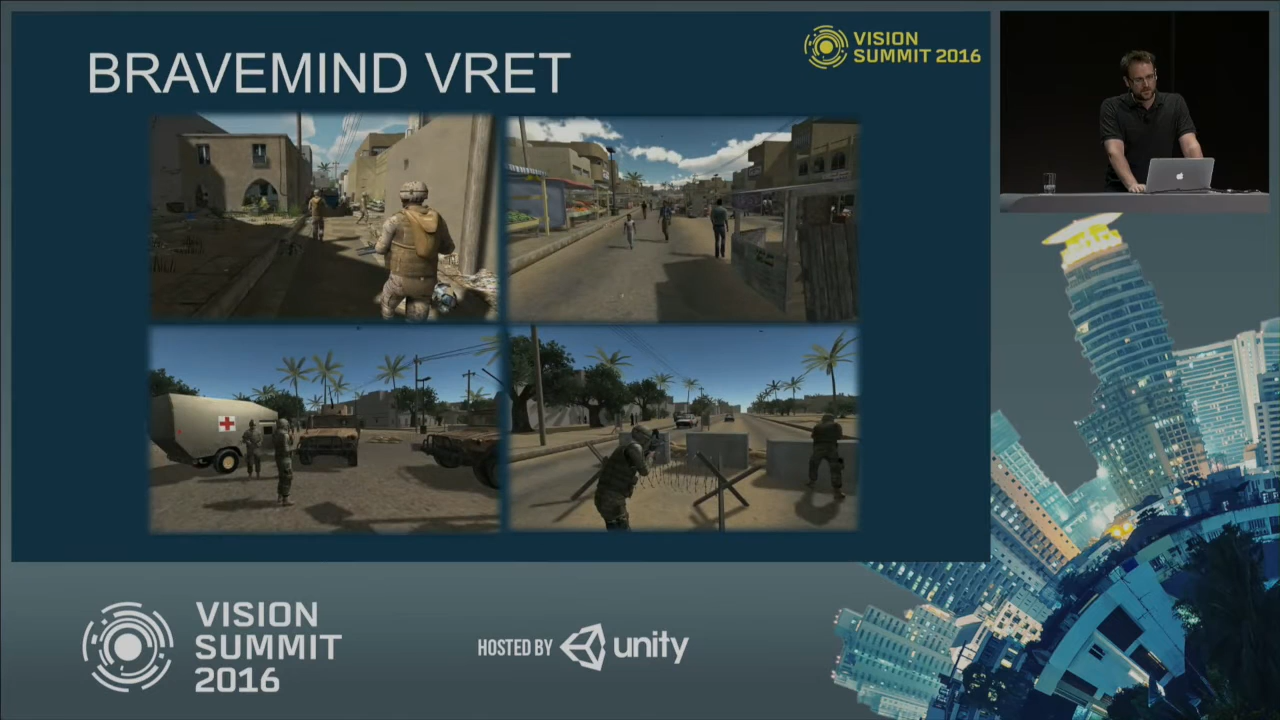 BRAVEMIND VRET
VISION
SUMMIT 2016
VISION
SUMMIT
2016
HOSTED BY unity